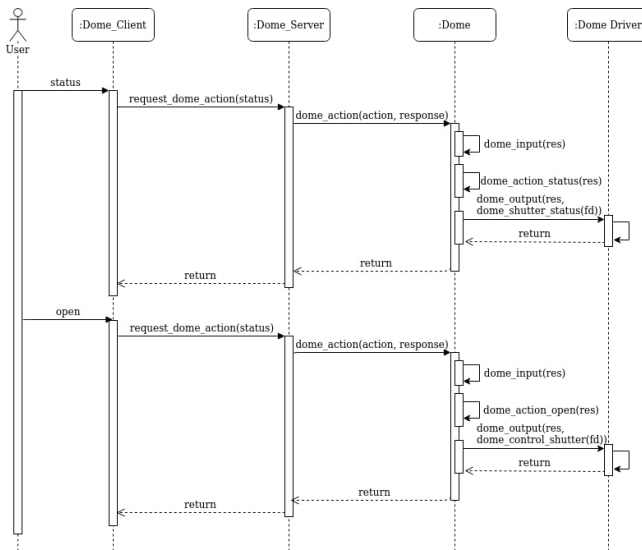 :Dome_Client
:Dome_Server
:Dome
:Dome Driver
User
status
request_dome_action(status)
dome_action(action, response)
dome_input(res)
dome_action_status(res)
dome_output(res,
dome_shutter_status(fd))
return
return
return
open
request_dome_action(status)
dome_action(action, response)
dome_input(res)
dome_action_open(res)
dome_output(res,
dome_control_shutter(fd))
return
return
return